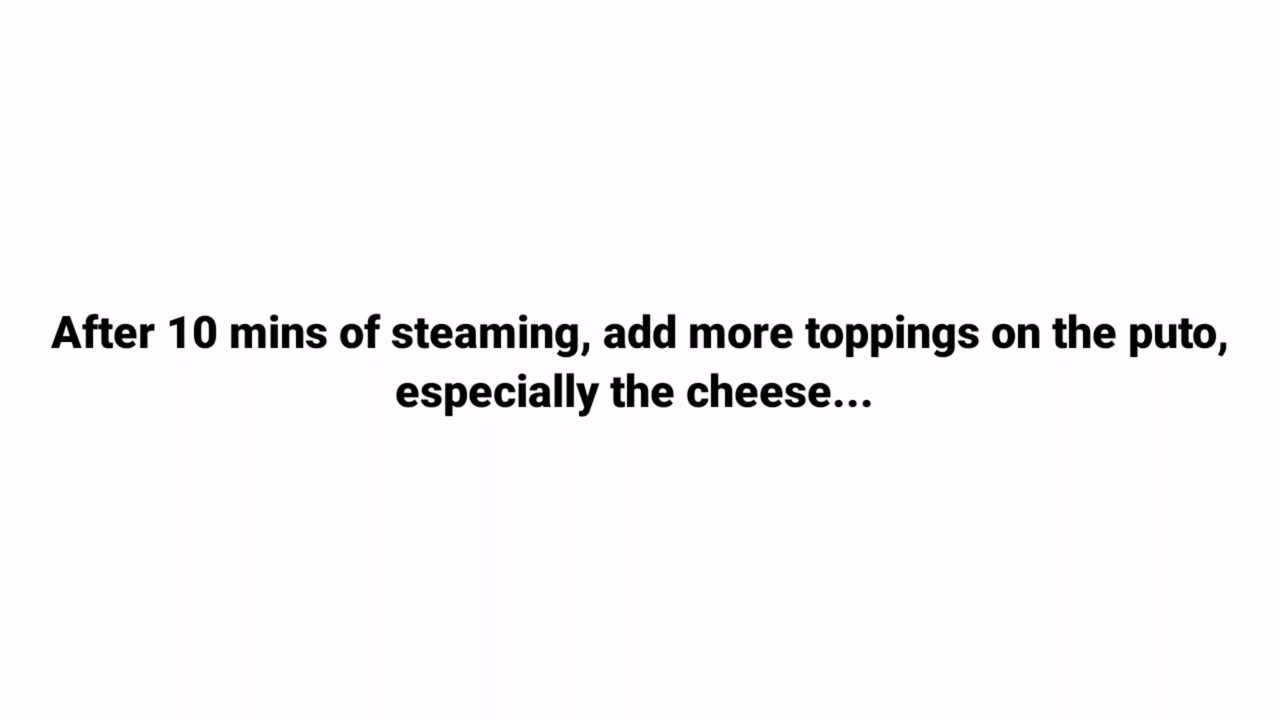 After 10 mins of steaming, add more toppings on the puto,
especially the cheese...